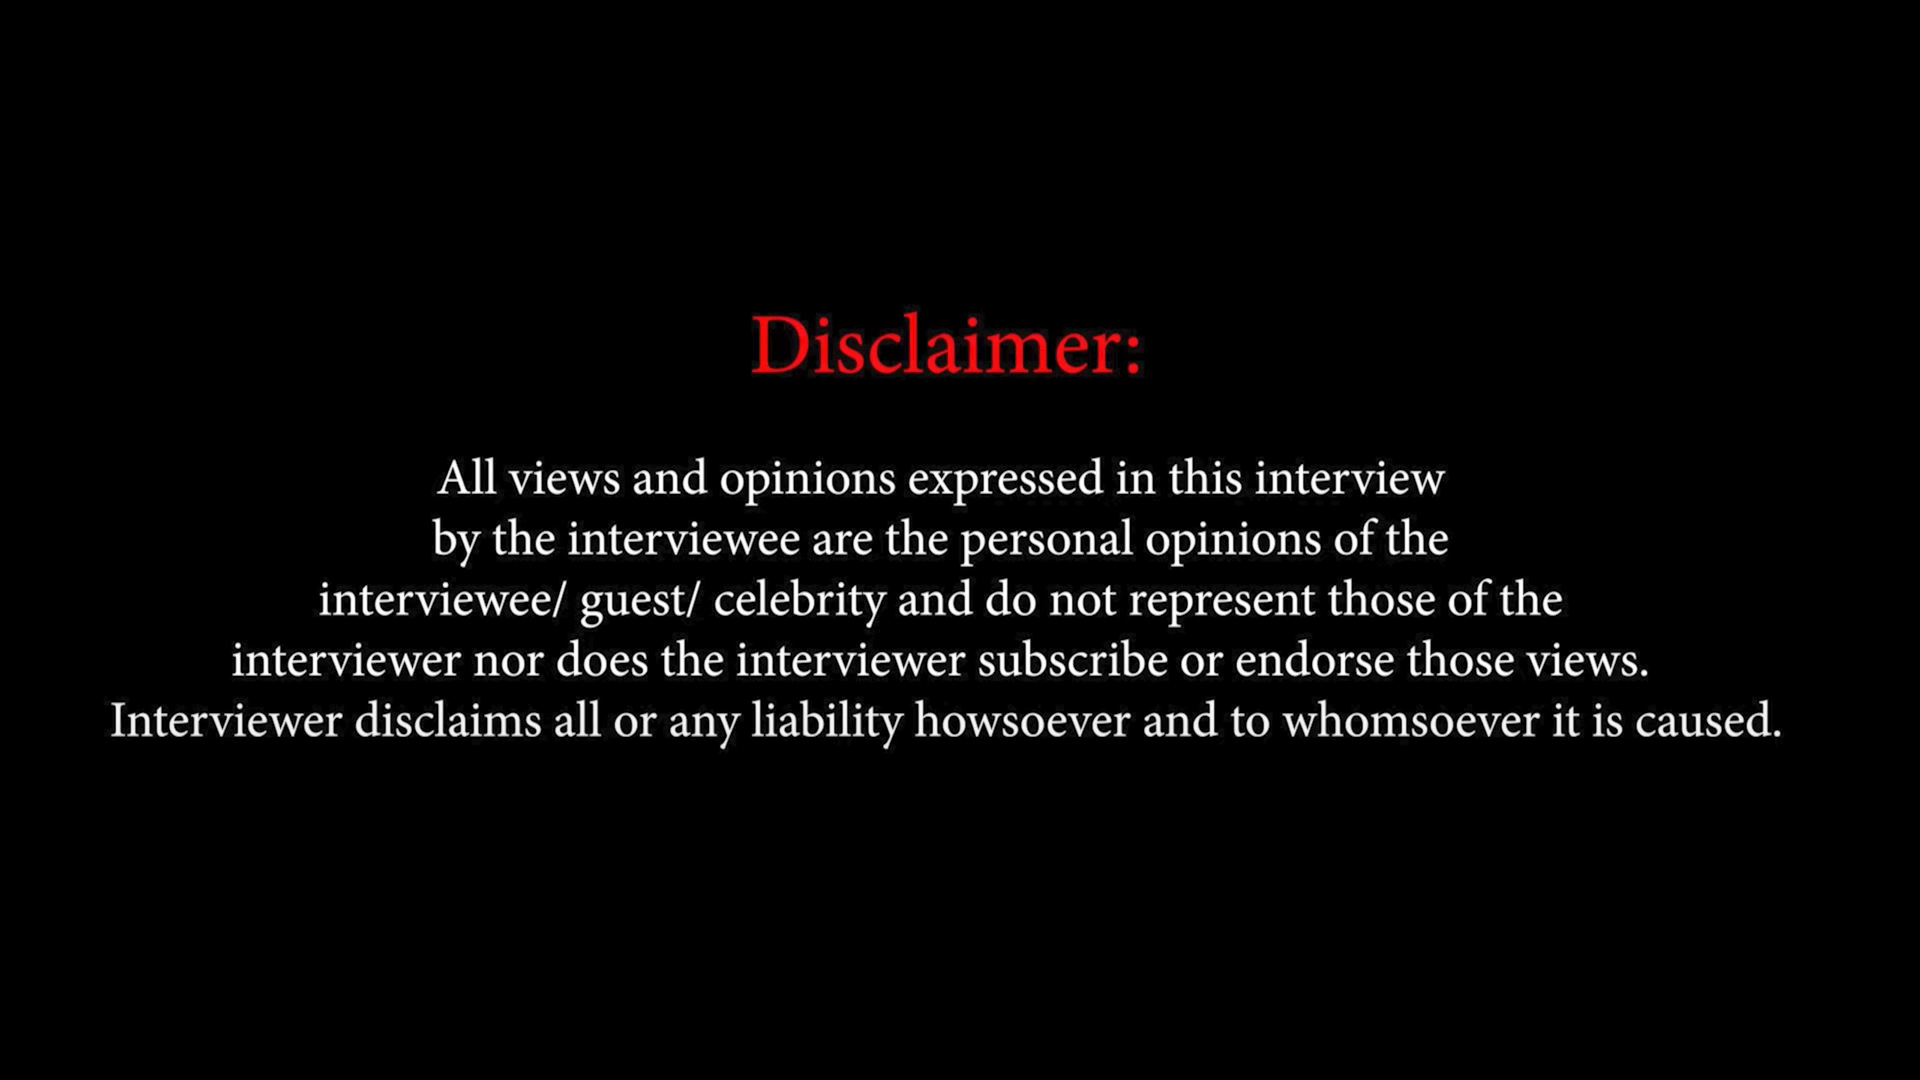 Disclaimer:
All views and opinions expressed in this interview
by the interviewee are the personal opinions of the
interviewee/ guest/ celebrity and do not represent those of the
interviewer nor does the interviewer subscribe or endorse those views.
Interviewer disclaims all or any liability howsoever and to whomsoever it is caused.